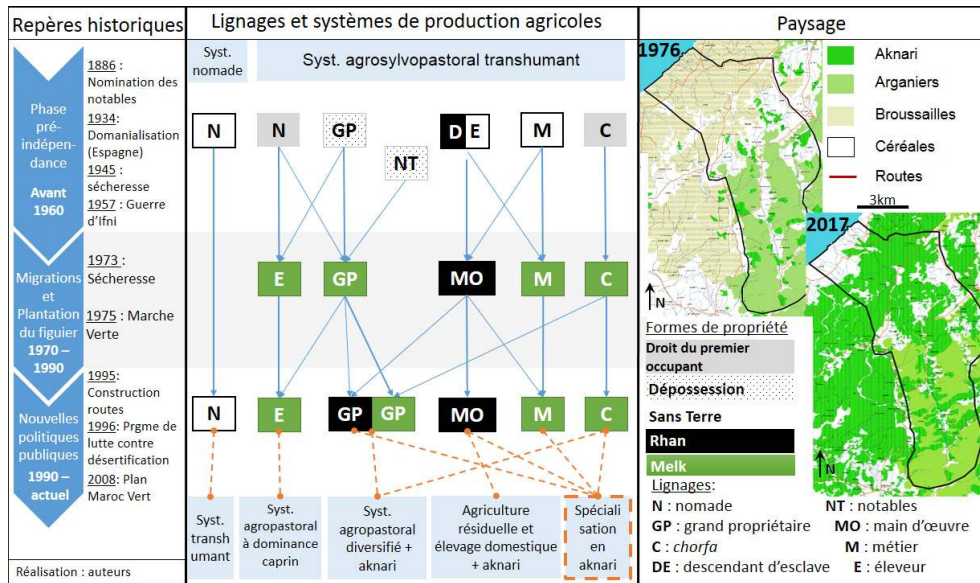 Repères historiques
Lignages et systèmes de production agricoles
Paysage
Phase pré-
indépen-
dance
Avant
1960
Migrations et
Plantation du
figuier
1970 –
1990
Nouvelles
politiques
publiques
1990 –
actuel
1886 :
Nomination des
notables
1934:
Domanialisation
(Espagne)
1945 :
sécheresse
1957 : Guerre
d'Ifni
1973 :
Sécheresse
1975 : Marche
Verte
1995:
Construction
routes
1996: Prgme de
lutte contre
désertification
2008: Plan
Maroc Vert
Réalisation : auteurs
Syst.
nomade
Syst. agrosylvopastoral transhumant
N
N
GP
D E
M
C
NT
E
GP
MO
M
C
N
E
GP GP
MO
M
C
Syst.
transh
umant
Syst.
agropastoral
à dominance
caprin
Syst.
agropastoral
diversifié +
aknari
Agriculture
résiduelle et
élevage domestique
+ aknari
Spéciali
sation
en
aknari
1976
Aknari
Arganiers
Broussailles
Céréales
Routes
3km
2017
N
N
Formes de propriété
Droit du premier
occupant
Dépossession
Sans Terre
Rhan
Melk
Lignages:
N : nomade
NT : notables
GP : grand propriétaire
MO : main d'œuvre
C : chorfa
M : métier
DE : descendant d'esclave
E : éleveur